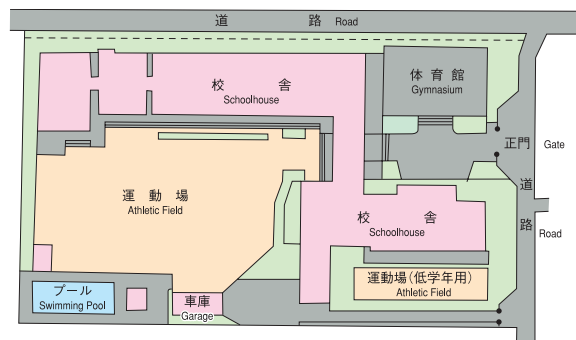 道 路 Road
校 舎
Schoolhouse
体 育 館
Gymnasium
正門 Gate
運 動 場
Athletic Field
道
路
Road
校 舎
Schoolhouse
運動場(低学年用)
Athletic Field
プール
Swimming Pool
車庫
Garage